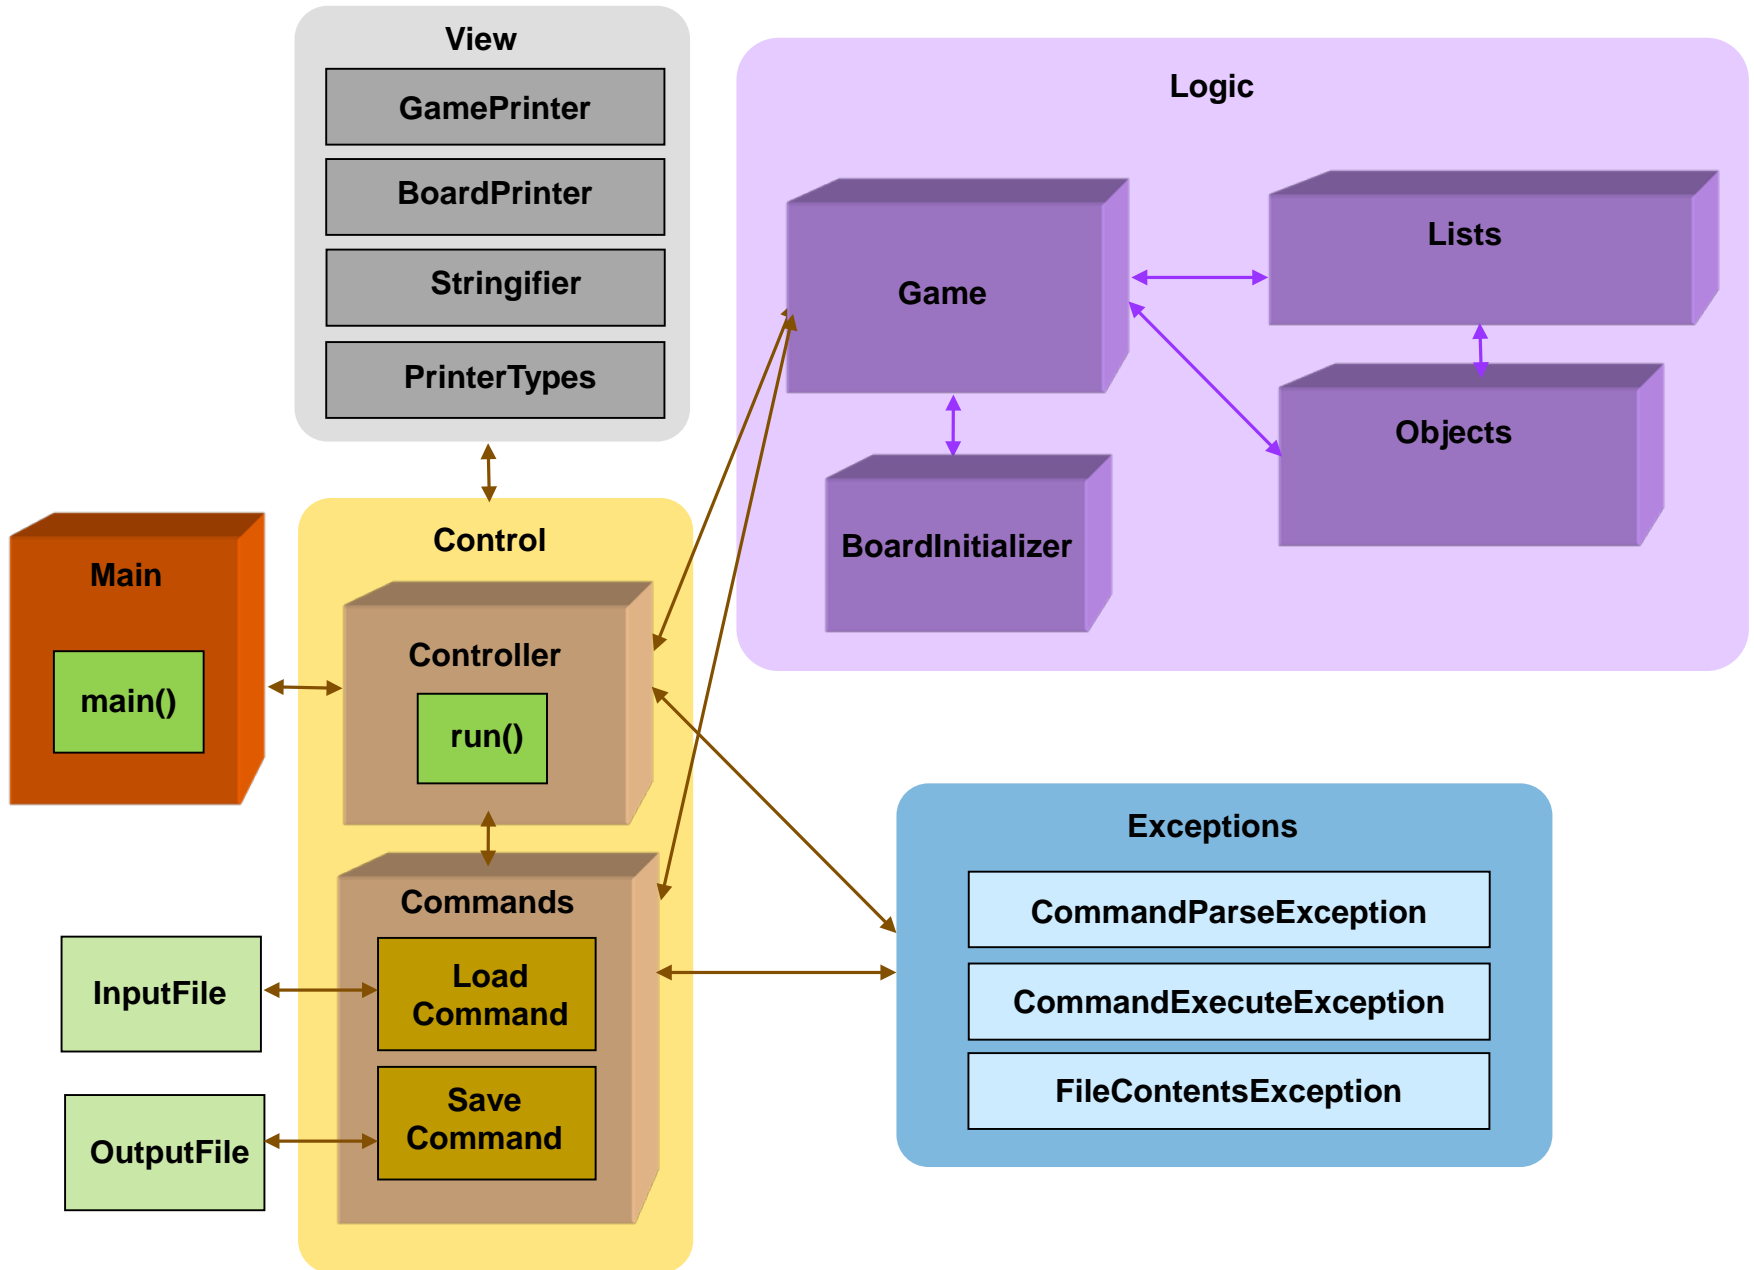 View
GamePrinter
BoardPrinter
Stringifier
PrinterTypes
Logic
Game
Lists
Objects
BoardInitializer
Main
main()
Control
Controller
run()
Commands
Load
Command
Save
Command
InputFile
OutputFile
Exceptions
CommandParseException
CommandExecuteException
FileContentsException